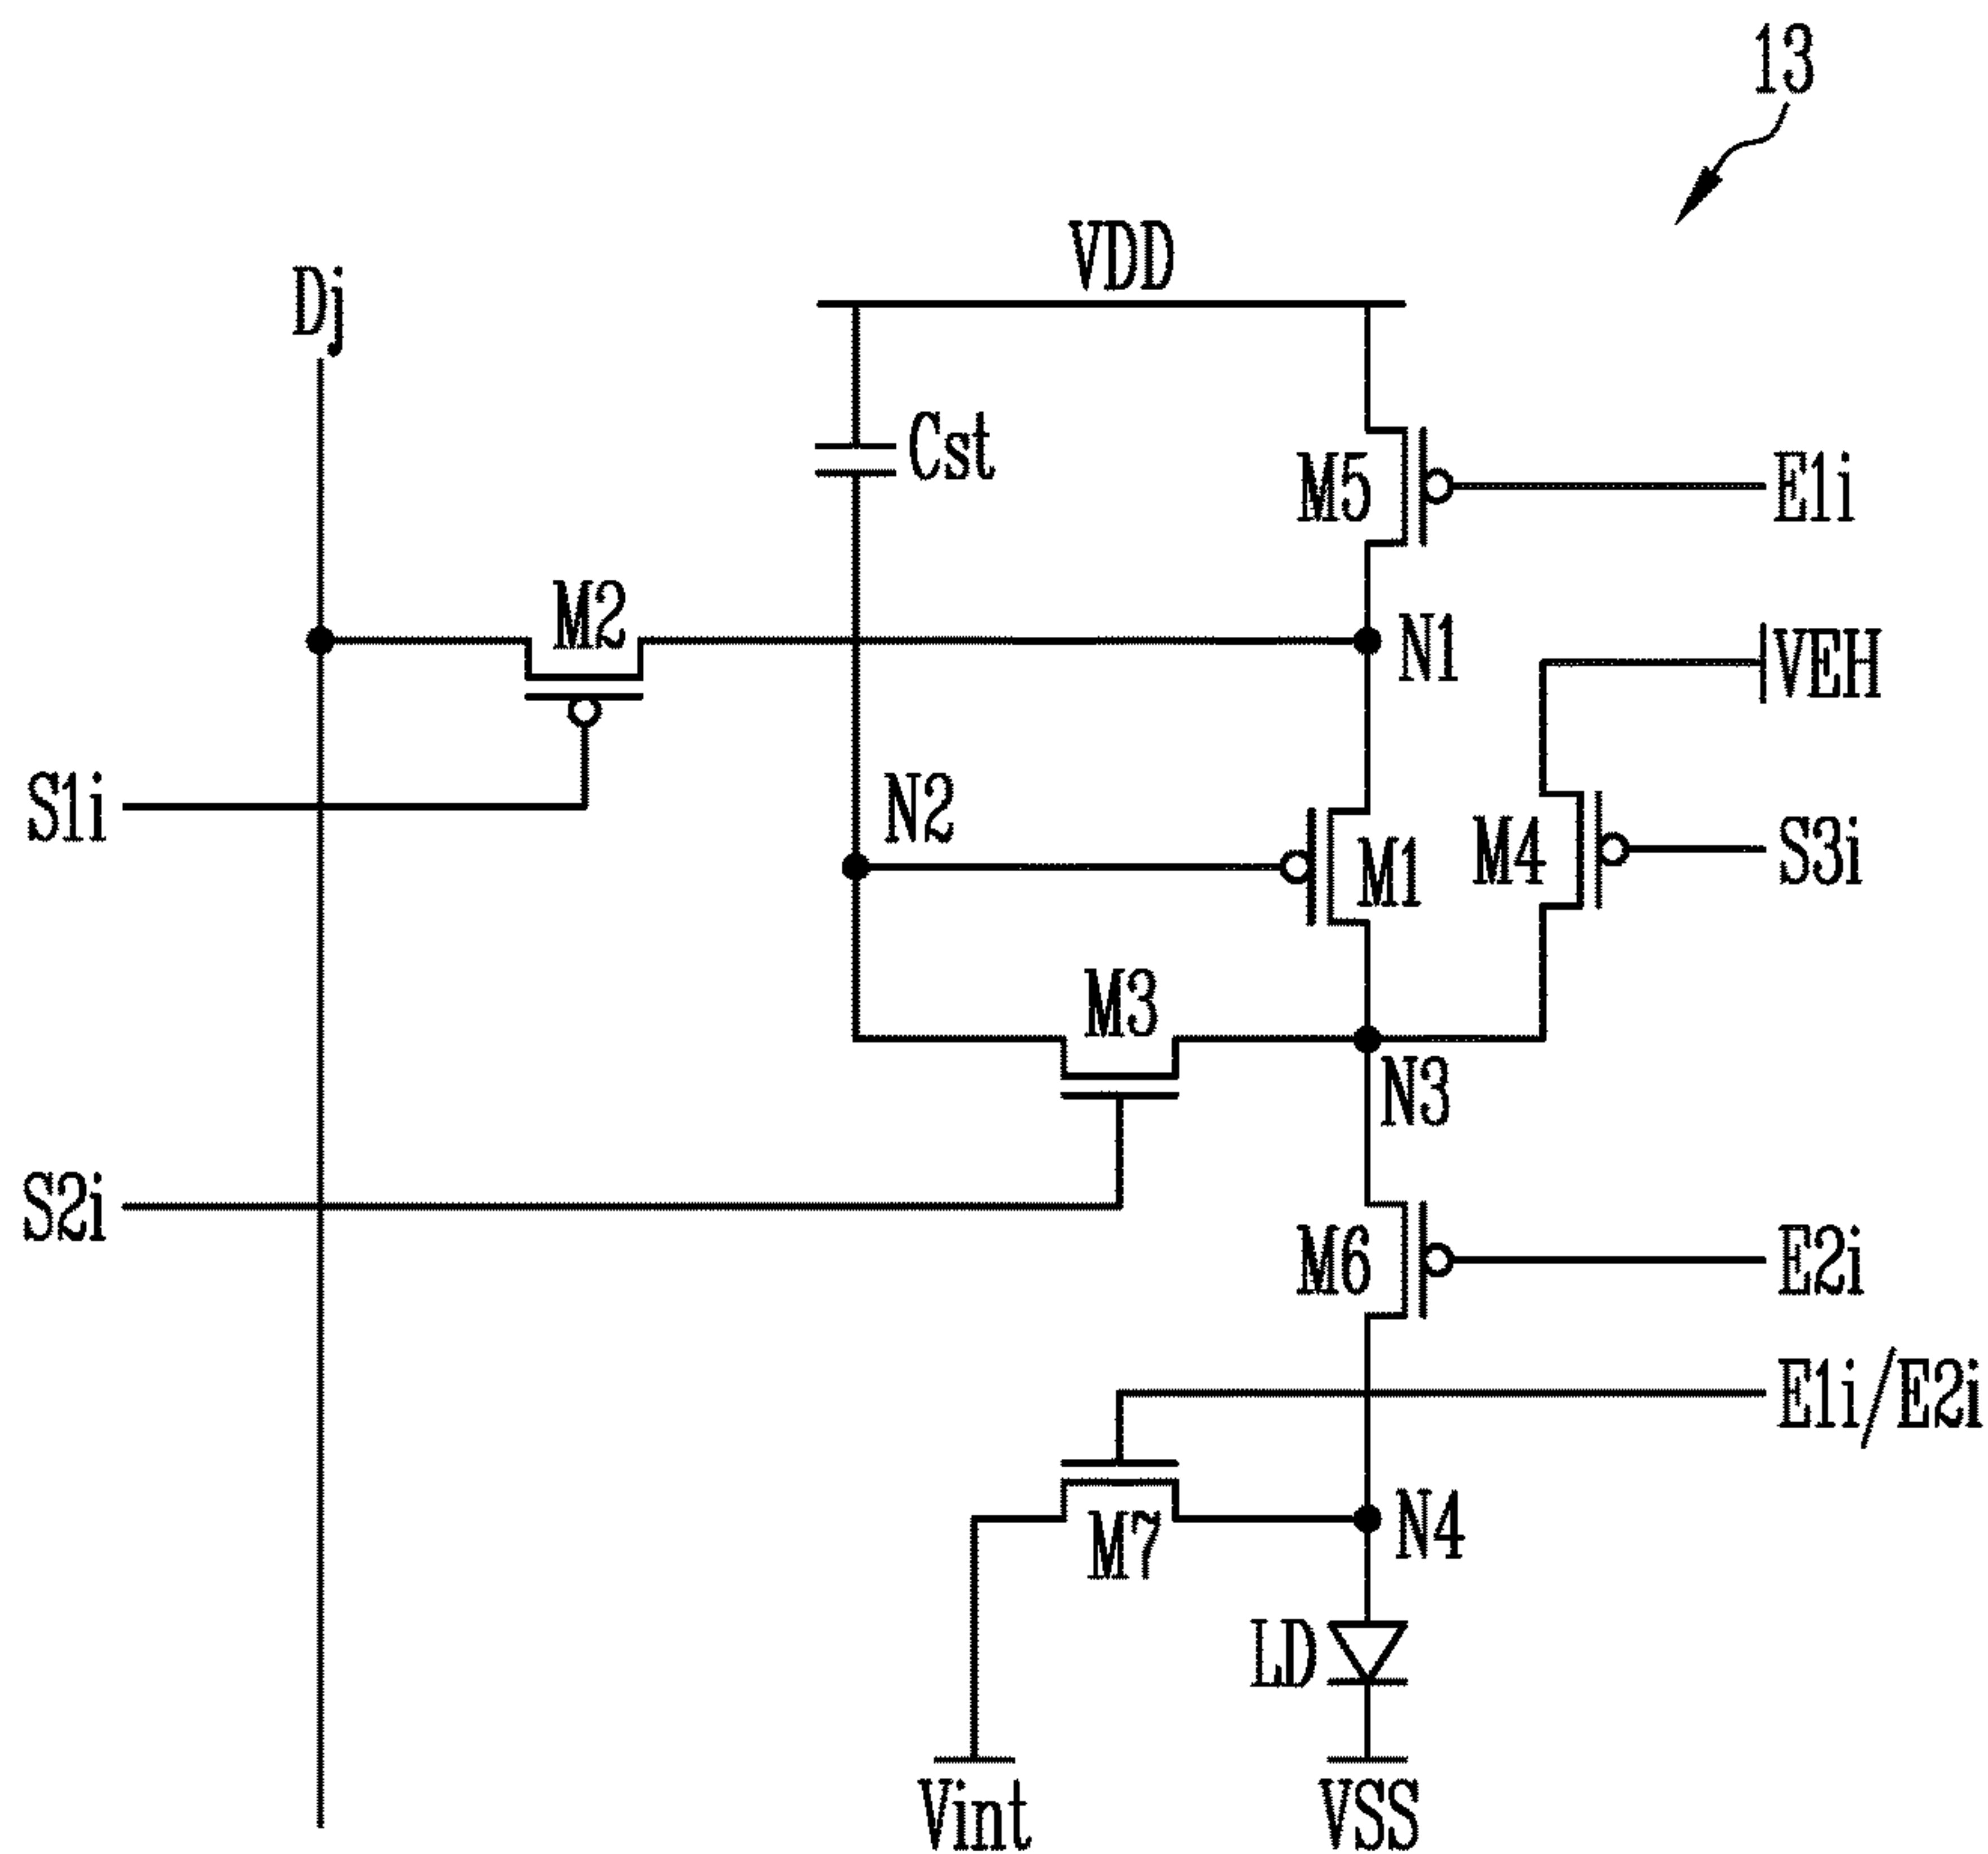 13
VDD
Dj
Cst
M5
E1i
M2
N1
VEH
S1i
N2
M1
M4
S3i
M3
N3
S2i
M6
E2i
E1i/E2i
M7
N4
LD
Vint
VSS